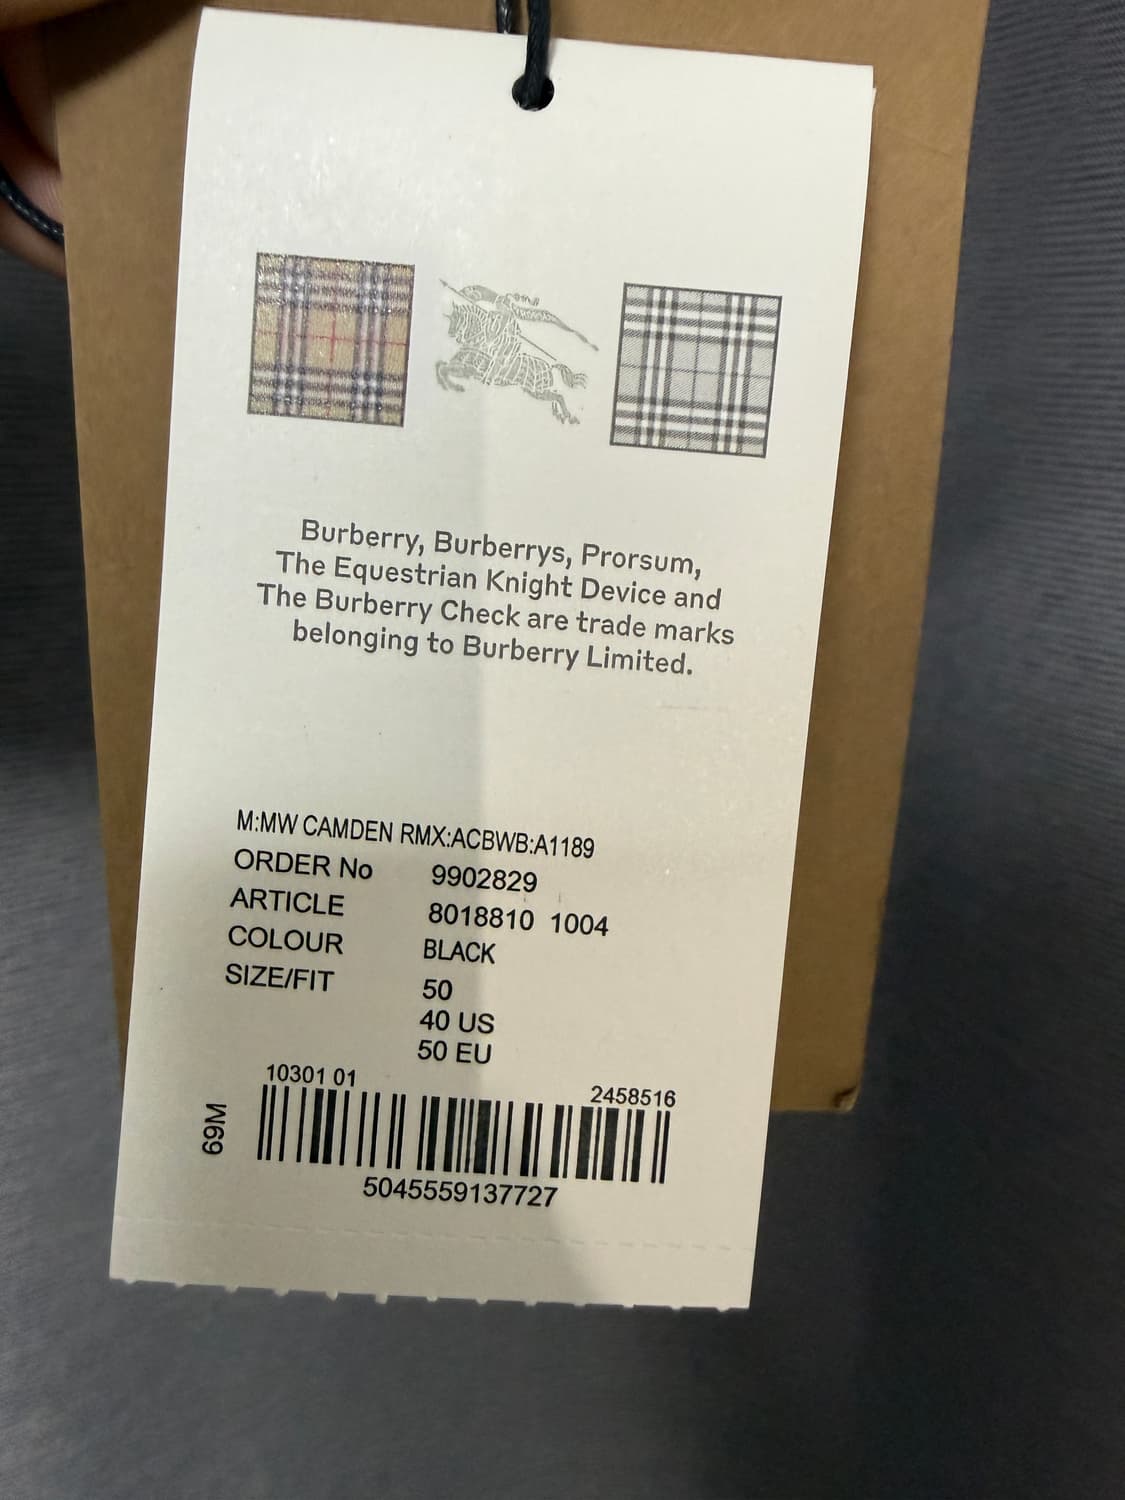 Burberry, Burberrys, Prorsum,
The Equestrian Knight Device and
The Burberry Check are trade marks
belonging to Burberry Limited.
M:MW CAMDEN RMX:ACBWB:A1189
ORDER No 9902829
ARTICLE 8018810 1004
COLOUR BLACK
SIZE/FIT 50
40 US
50 EU
10301 01 2458516
69M
5045559137727